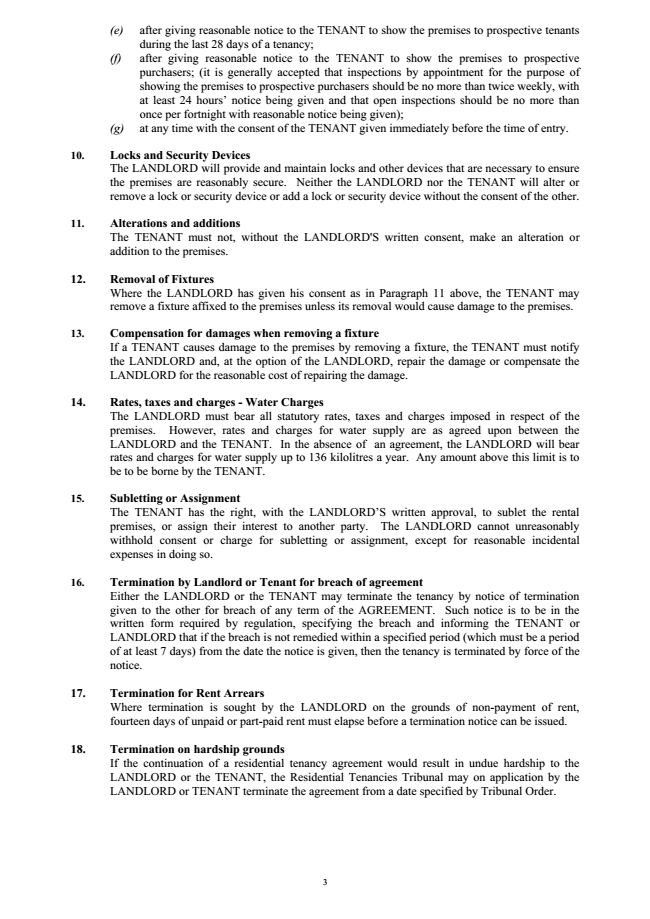 (e) after giving reasonable notice to the TENANT to show the premises to prospective tenants
during the last 28 days of a tenancy;
(f) after giving reasonable notice to the TENANT to show the premises to prospective
purchasers; (it is generally accepted that inspections by appointment for the purpose of
showing the premises to prospective purchasers should be no more than twice weekly, with
at least 24 hours' notice being given and that open inspections should be no more than
once per fortnight with reasonable notice being given);
(g) at any time with the consent of the TENANT given immediately before the time of entry.
10. Locks and Security Devices
The LANDLORD will provide and maintain locks and other devices that are necessary to ensure
the premises are reasonably secure. Neither the LANDLORD nor the TENANT will alter or
remove a lock or security device or add a lock or security device without the consent of the other.
11. Alterations and additions
The TENANT must not, without the LANDLORD'S written consent, make an alteration or
addition to the premises.
12. Removal of Fixtures
Where the LANDLORD has given his consent as in Paragraph 11 above, the TENANT may
remove a fixture affixed to the premises unless its removal would cause damage to the premises.
13. Compensation for damages when removing a fixture
If a TENANT causes damage to the premises by removing a fixture, the TENANT must notify
the LANDLORD and, at the option of the LANDLORD, repair the damage or compensate the
LANDLORD for the reasonable cost of repairing the damage.
14. Rates, taxes and charges - Water Charges
The LANDLORD must bear all statutory rates, taxes and charges imposed in respect of the
premises. However, rates and charges for water supply are as agreed upon between the
LANDLORD and the TENANT. In the absence of an agreement, the LANDLORD will bear
rates and charges for water supply up to 136 kilolitres a year. Any amount above this limit is to
be to be borne by the TENANT.
15. Subletting or Assignment
The TENANT has the right, with the LANDLORD'S written approval, to sublet the rental
premises, or assign their interest to another party. The LANDLORD cannot unreasonably
withhold consent or charge for subletting or assignment, except for reasonable incidental
expenses in doing so.
16. Termination by Landlord or Tenant for breach of agreement
Either the LANDLORD or the TENANT may terminate the tenancy by notice of termination
given to the other for breach of any term of the AGREEMENT. Such notice is to be in the
written form required by regulation, specifying the breach and informing the TENANT or
LANDLORD that if the breach is not remedied within a specified period (which must be a period
of at least 7 days) from the date the notice is given, then the tenancy is terminated by force of the
notice.
17. Termination for Rent Arrears
Where termination is sought by the LANDLORD on the grounds of non-payment of rent,
fourteen days of unpaid or part-paid rent must elapse before a termination notice can be issued.
18. Termination on hardship grounds
If the continuation of a residential tenancy agreement would result in undue hardship to the
LANDLORD or the TENANT, the Residential Tenancies Tribunal may on application by the
LANDLORD or TENANT terminate the agreement from a date specified by Tribunal Order.
3